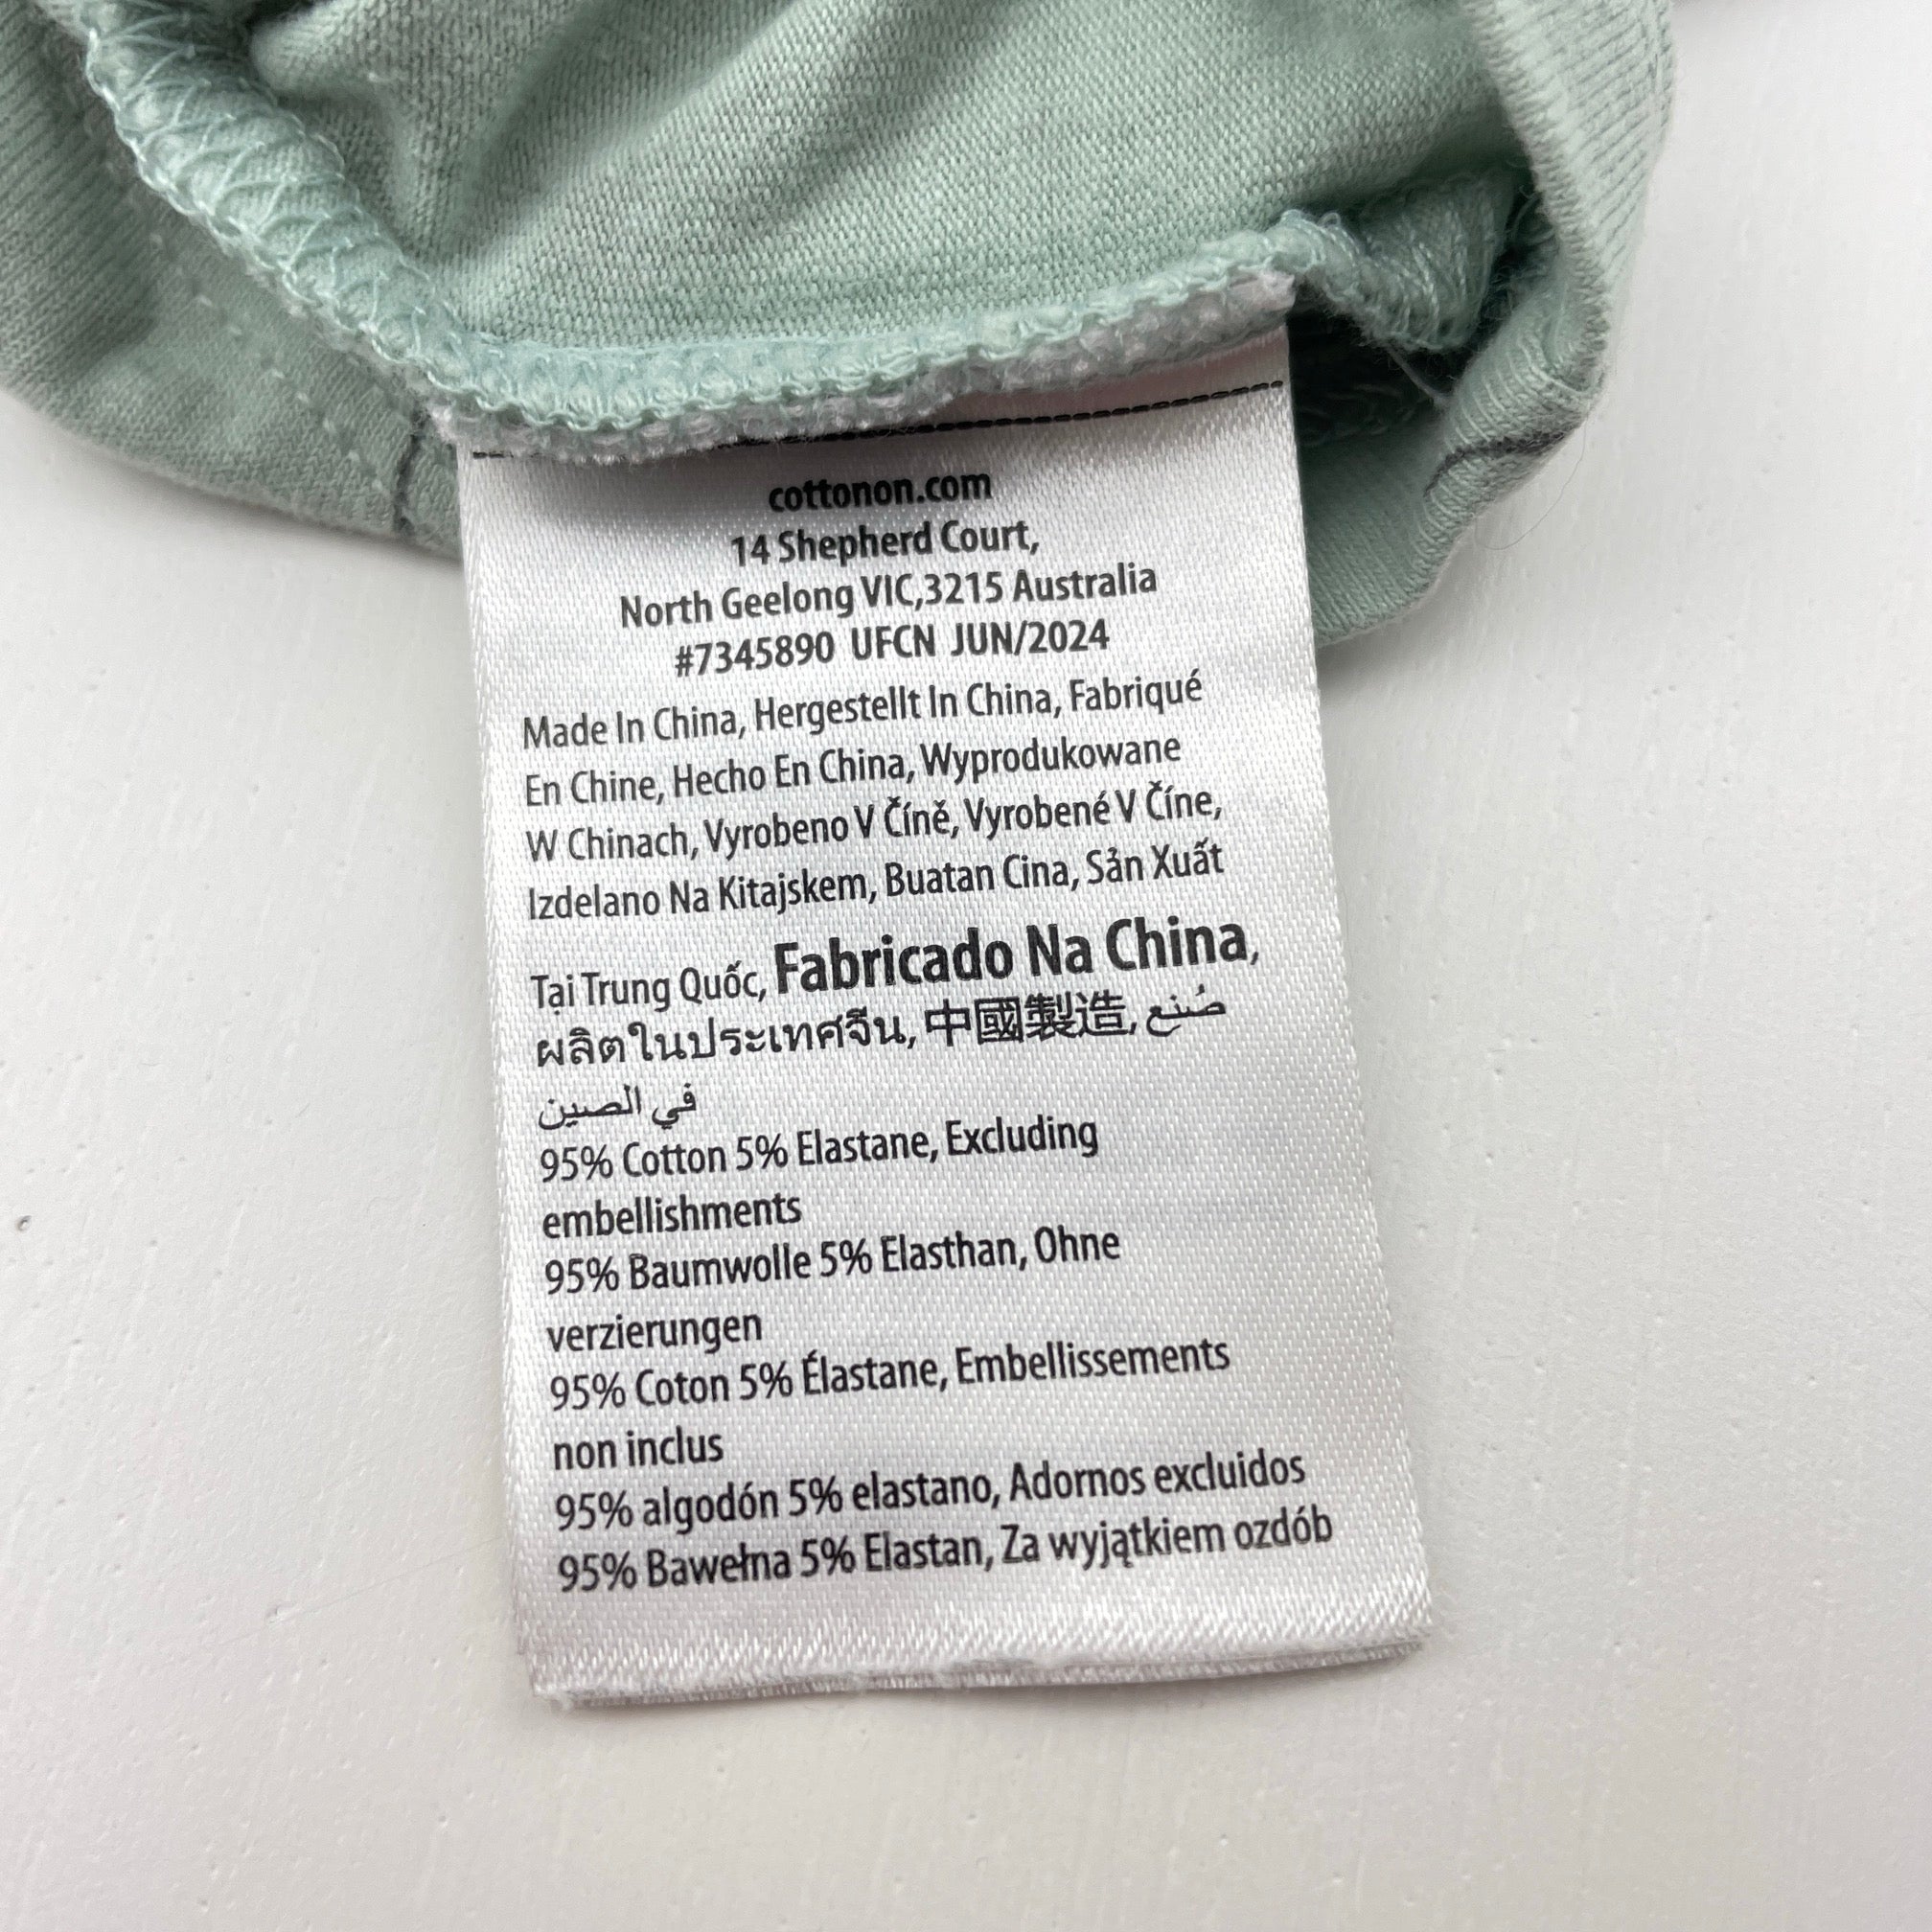 cottonon.com
14 Shepherd Court,
North Geelong VIC,3215 Australia
#7345890 UFCN JUN/2024
Made In China, Hergestellt In China, Fabriqué
En Chine, Hecho En China, Wyprodukowane
W Chinach, Vyrobeno V Číně, Vyrobené V Číne,
Izdelano Na Kitajskem, Buatan Cina, Sản Xuất
Tại Trung Quốc, Fabricado Na China,
ผลิตในประเทศจีน, 中國製造, صُنع
في الصين
95% Cotton 5% Elastane, Excluding
embellishments
95% Baumwolle 5% Elasthan, Ohne
verzierungen
95% Coton 5% Élastane, Embellissements
non inclus
95% algodón 5% elastano, Adornos excluidos
95% Bawełna 5% Elastan, Za wyjątkiem ozdób